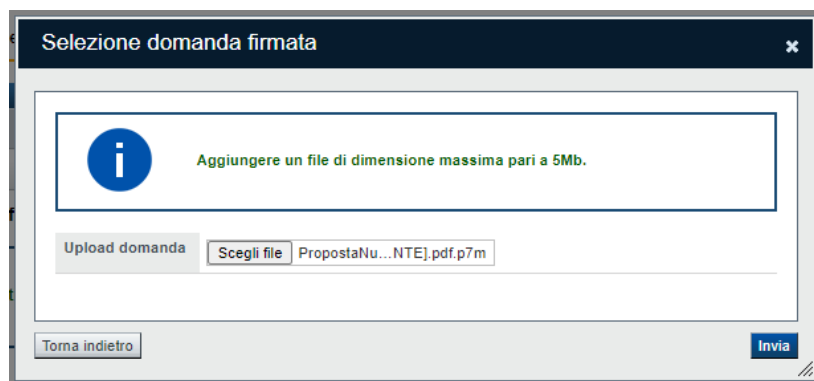 Selezione domanda firmata
Aggiungere un file di dimensione massima pari a 5Mb.
Upload domanda Scegli file PropostaNu...NTE].pdf.p7m
Torna indietro Invia